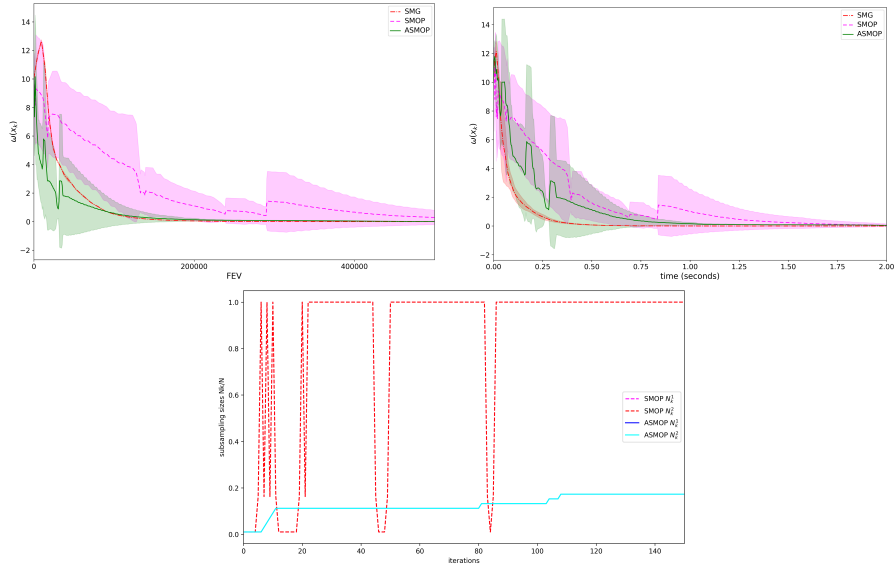 SMG
SMOP
ASMOP
ω(x_k)
14
12
10
8
6
4
2
0
−2
0
200000
400000
FEV
SMG
SMOP
ASMOP
ω(x_k)
14
12
10
8
6
4
2
0
−2
0.00
0.25
0.50
0.75
1.00
1.25
1.50
1.75
2.00
time (seconds)
subsampling sizes Nk/N
1.0
0.8
0.6
0.4
0.2
0.0
SMOP N_k^1
SMOP N_k^2
ASMOP N_k^1
ASMOP N_k^2
0
20
40
60
80
100
120
140
iterations